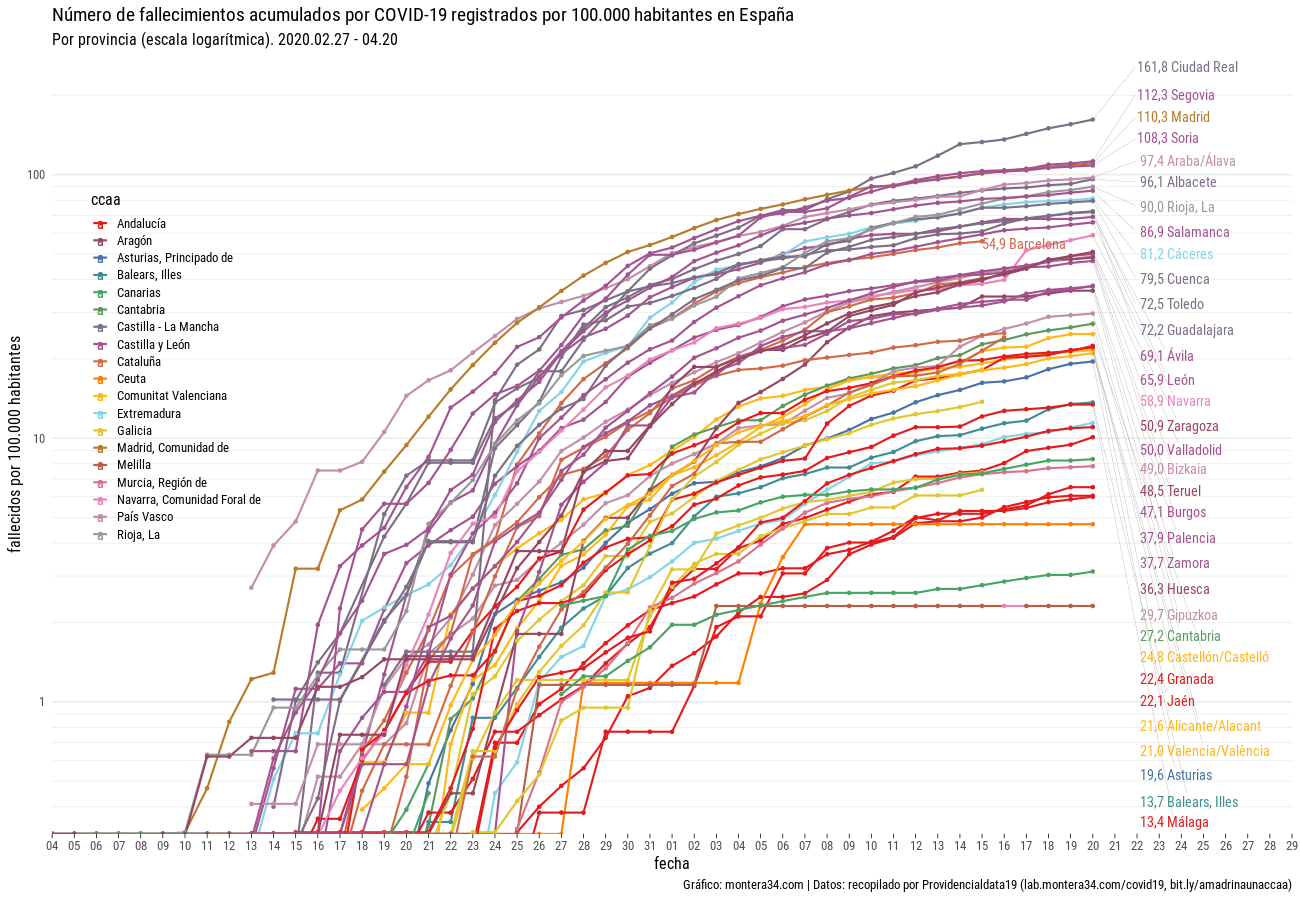 Número de fallecimientos acumulados por COVID-19 registrados por 100.000 habitantes en España
Por provincia (escala logarítmica). 2020.02.27 - 04.20
fallecidos por 100.000 habitantes
100
10
1
ccaa
Andalucía
Aragón
Asturias, Principado de
Balears, Illes
Canarias
Cantabria
Castilla - La Mancha
Castilla y León
Cataluña
Ceuta
Comunitat Valenciana
Extremadura
Galicia
Madrid, Comunidad de
Melilla
Murcia, Región de
Navarra, Comunidad Foral de
País Vasco
Rioja, La
161,8 Ciudad Real
112,3 Segovia
110,3 Madrid
108,3 Soria
97,4 Araba/Álava
96,1 Albacete
90,0 Rioja, La
86,9 Salamanca
54,9 Barcelona
81,2 Cáceres
79,5 Cuenca
72,5 Toledo
72,2 Guadalajara
69,1 Ávila
65,9 León
58,9 Navarra
50,9 Zaragoza
50,0 Valladolid
49,0 Bizkaia
48,5 Teruel
47,1 Burgos
37,9 Palencia
37,7 Zamora
36,3 Huesca
29,7 Gipuzkoa
27,2 Cantabria
24,8 Castellón/Castelló
22,4 Granada
22,1 Jaén
21,6 Alicante/Alacant
21,0 Valencia/València
19,6 Asturias
13,7 Balears, Illes
13,4 Málaga
04 05 06 07 08 09 10 11 12 13 14 15 16 17 18 19 20 21 22 23 24 25 26 27 28 29 30 31 01 02 03 04 05 06 07 08 09 10 11 12 13 14 15 16 17 18 19 20 21 22 23 24 25 26 27 28 29
fecha
Gráfico: montera34.com | Datos: recopilado por Providencialdata19 (lab.montera34.com/covid19, bit.ly/amadrinaunaccaa)